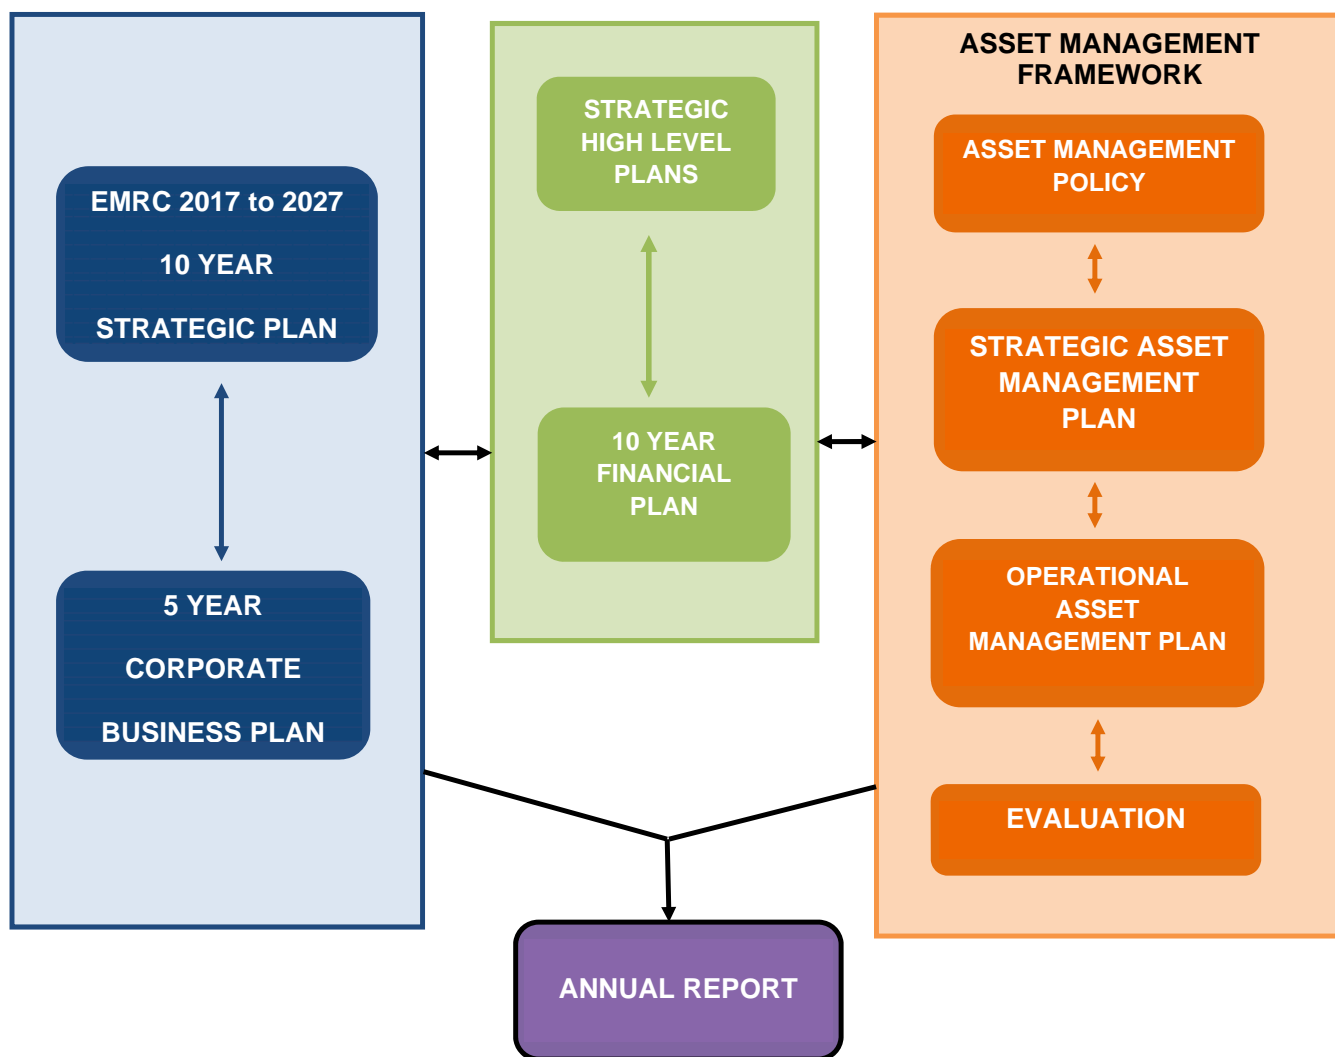 EMRC 2017 to 2027
10 YEAR
STRATEGIC PLAN
5 YEAR
CORPORATE
BUSINESS PLAN
STRATEGIC
HIGH LEVEL
PLANS
10 YEAR
FINANCIAL
PLAN
ASSET MANAGEMENT
FRAMEWORK
ASSET MANAGEMENT
POLICY
STRATEGIC ASSET
MANAGEMENT
PLAN
OPERATIONAL
ASSET
MANAGEMENT PLAN
EVALUATION
ANNUAL REPORT